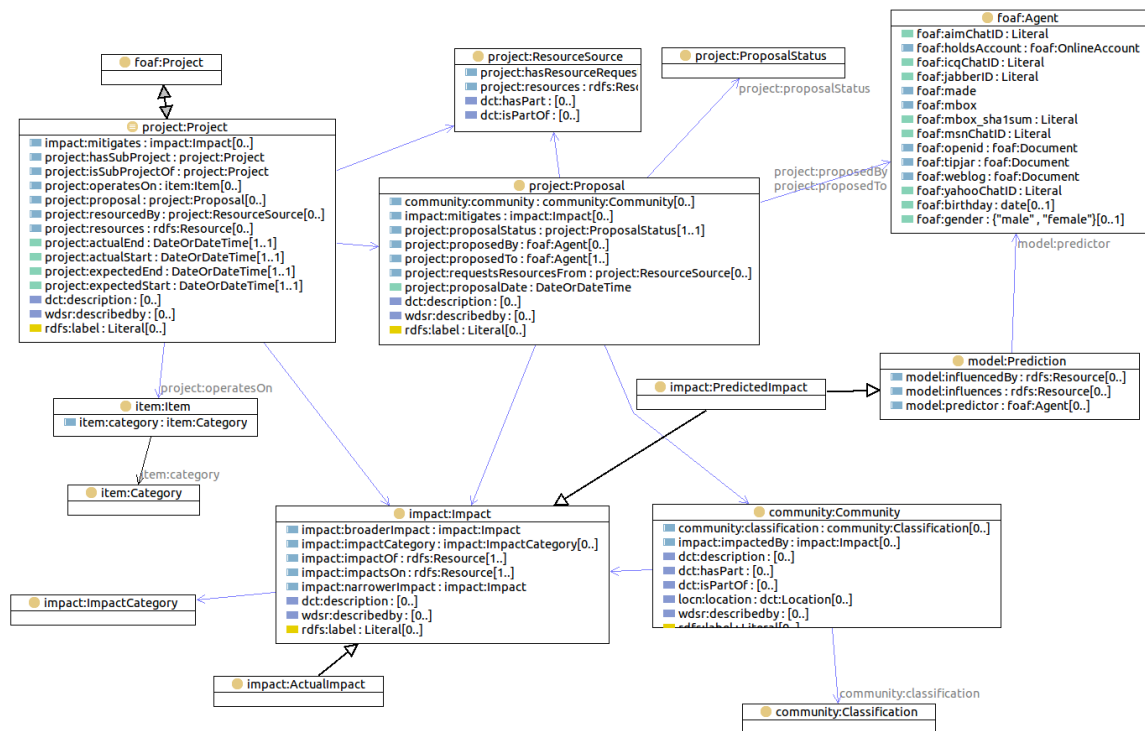 foaf:Project
project:Project
impact:mitigates : impact:Impact[0..]
project:hasSubProject : project:Project
project:isSubProjectOf : project:Project
project:operatesOn : item:Item[0..]
project:proposal : project:Proposal[0..]
project:resourcedBy : project:ResourceSource[0..]
project:resources : rdfs:Resource[0..]
project:actualEnd : DateOrDateTime[1..1]
project:actualStart : DateOrDateTime[1..1]
project:expectedEnd : DateOrDateTime[1..1]
project:expectedStart : DateOrDateTime[1..1]
dct:description : [0..]
wdsr:describedby : [0..]
rdfs:label : Literal[0..]
project:ResourceSource
project:hasResourceReques
project:resources : rdfs:Res
dct:hasPart : [0..]
dct:isPartOf : [0..]
project:ProposalStatus
project:proposalStatus
foaf:Agent
foaf:aimChatID : Literal
foaf:holdsAccount : foaf:OnlineAccount
foaf:icqChatID : Literal
foaf:jabberID : Literal
foaf:made
foaf:mbox
foaf:mbox_sha1sum : Literal
foaf:msnChatID : Literal
foaf:openid : foaf:Document
foaf:tipjar : foaf:Document
foaf:weblog : foaf:Document
foaf:yahooChatID : Literal
foaf:birthday : date[0..1]
foaf:gender : {"male" , "female"}[0..1]
project:proposedBy
project:proposedTo
model:predictor
project:Proposal
community:community : community:Community[0..]
impact:mitigates : impact:Impact[0..]
project:proposalStatus : project:ProposalStatus[1..1]
project:proposedBy : foaf:Agent[0..]
project:proposedTo : foaf:Agent[1..]
project:requestsResourcesFrom : project:ResourceSource[0..]
project:proposalDate : DateOrDateTime
dct:description : [0..]
wdsr:describedby : [0..]
rdfs:label : Literal[0..]
model:Prediction
model:influencedBy : rdfs:Resource[0..]
model:influences : rdfs:Resource[0..]
model:predictor : foaf:Agent[0..]
impact:PredictedImpact
project:operatesOn
item:Item
item:category : item:Category
item:category
item:Category
impact:Impact
impact:broaderImpact : impact:Impact
impact:impactCategory : impact:ImpactCategory[0..]
impact:impactOf : rdfs:Resource[1..]
impact:impactsOn : rdfs:Resource[1..]
impact:narrowerImpact : impact:Impact
dct:description : [0..]
wdsr:describedby : [0..]
rdfs:label : Literal[0..]
community:Community
community:classification : community:Classification[0..]
impact:impactedBy : impact:Impact[0..]
dct:description : [0..]
dct:hasPart : [0..]
dct:isPartOf : [0..]
locn:location : dct:Location[0..]
wdsr:describedby : [0..]
rdfs:label : Literal[0..]
impact:ImpactCategory
impact:ActualImpact
community:classification
community:Classification